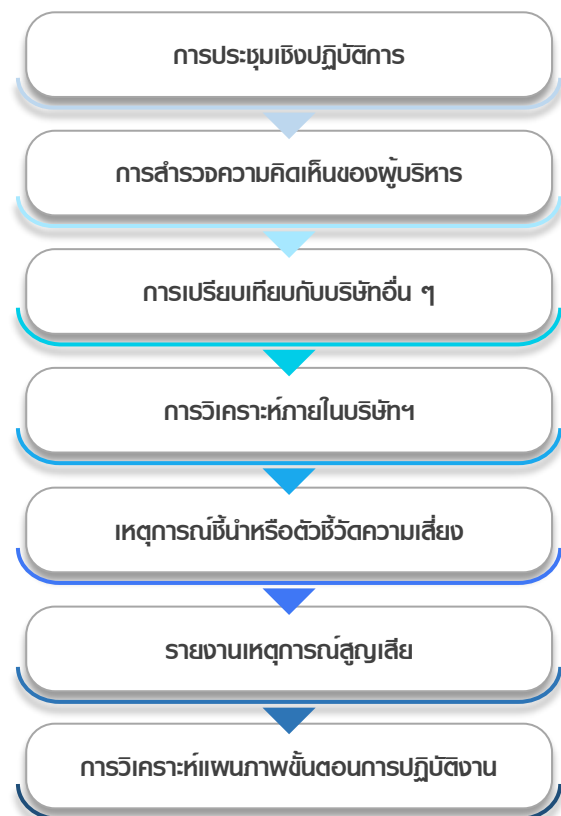 การประชุมเชิงปฏิบัติการ
การสำรวจความคิดเห็นของผู้บริหาร
การเปรียบเทียบกับบริษัทอื่น ๆ
การวิเคราะห์ภายในบริษัทฯ
เหตุการณ์ชี้นำหรือตัวชี้วัดความเสี่ยง
รายงานเหตุการณ์สูญเสีย
การวิเคราะห์แผนภาพขั้นตอนการปฏิบัติงาน